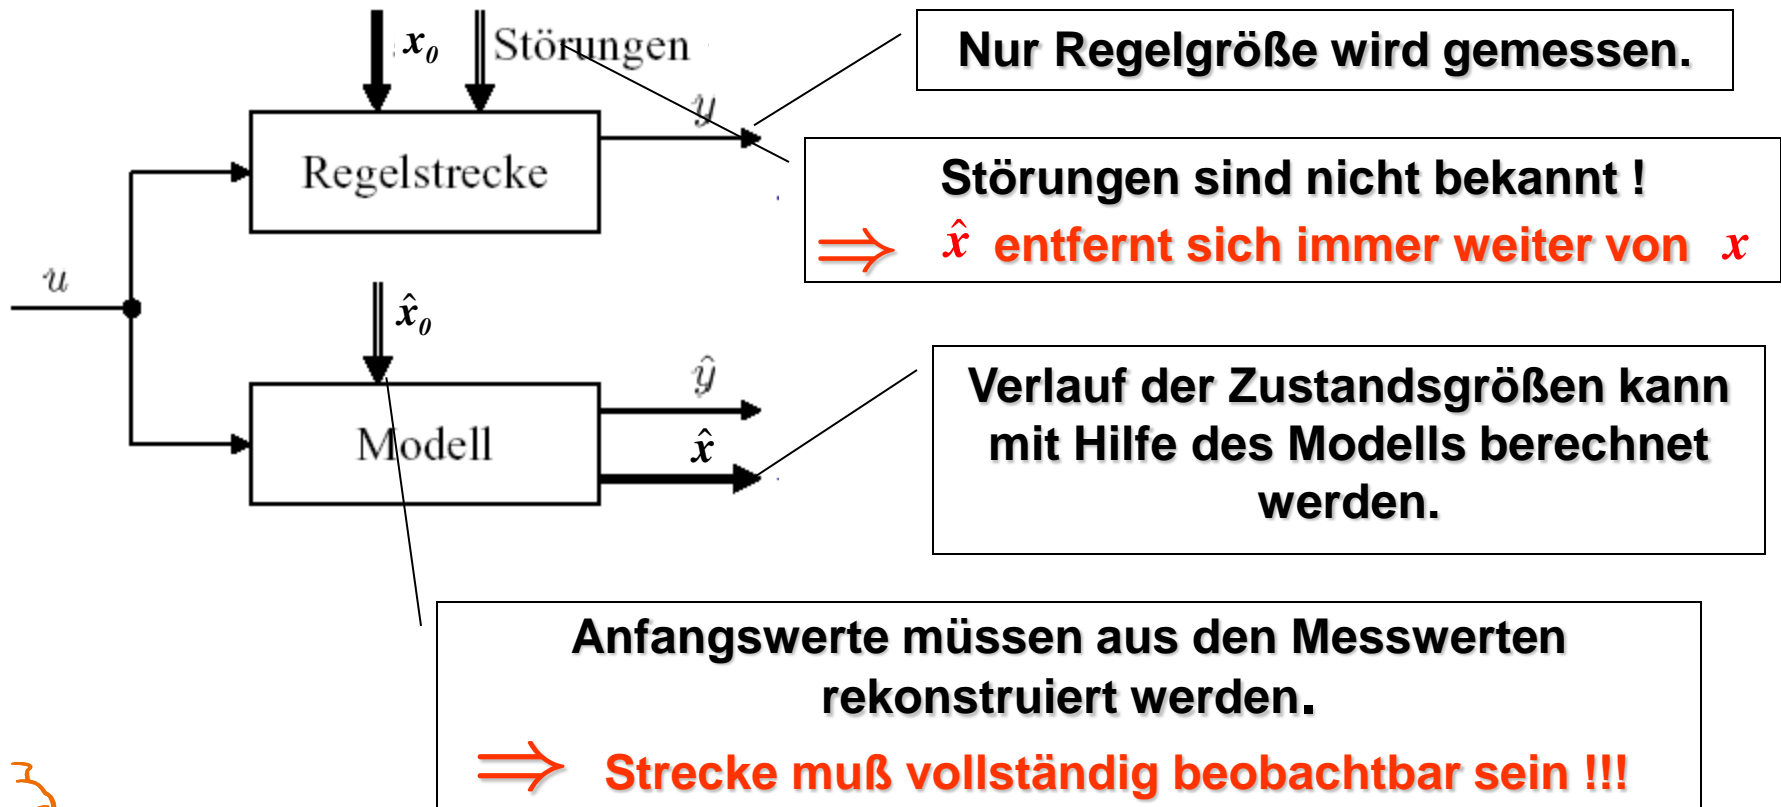 x₀ Störungen
Nur Regelgröße wird gemessen.
y
Regelstrecke
Störungen sind nicht bekannt !
⇒ x̂ entfernt sich immer weiter von x
u
x̂₀
ŷ
Modell
x̂
Verlauf der Zustandsgrößen kann
mit Hilfe des Modells berechnet
werden.
Anfangswerte müssen aus den Messwerten
rekonstruiert werden.
⇒ Strecke muß vollständig beobachtbar sein !!!